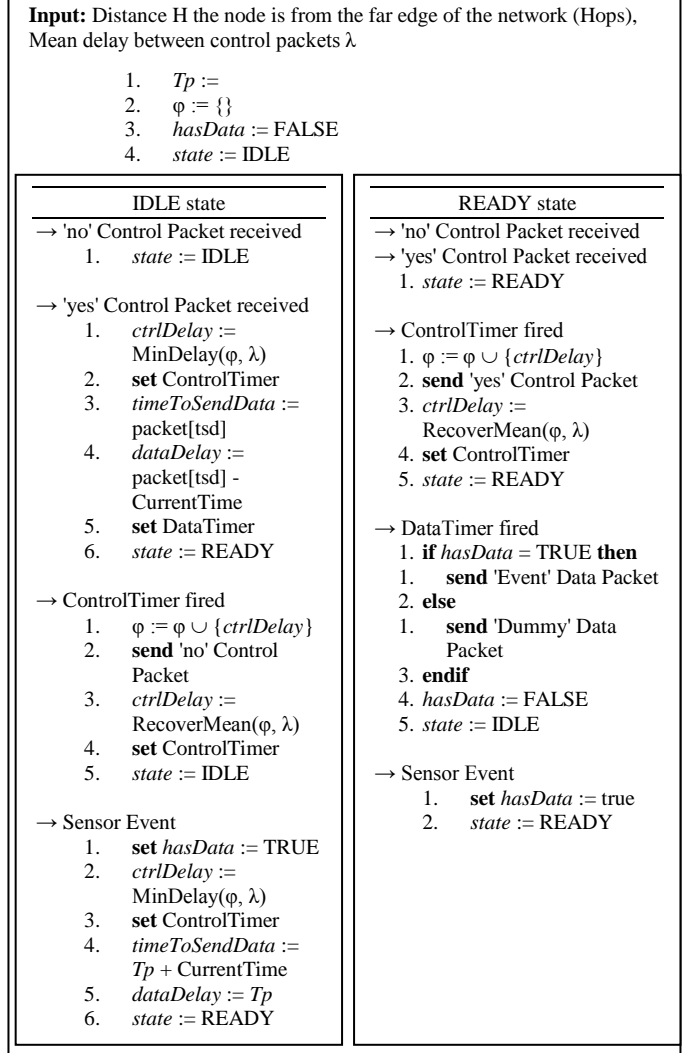 Input: Distance H the node is from the far edge of the network (Hops),
Mean delay between control packets λ
1. Tp :=
2. φ := {}
3. hasData := FALSE
4. state := IDLE
IDLE state
→ 'no' Control Packet received
1. state := IDLE
→ 'yes' Control Packet received
1. ctrlDelay :=
MinDelay(φ, λ)
2. set ControlTimer
3. timeToSendData :=
packet[tsd]
4. dataDelay :=
packet[tsd] -
CurrentTime
5. set DataTimer
6. state := READY
→ ControlTimer fired
1. φ := φ ∪ {ctrlDelay}
2. send 'no' Control
Packet
3. ctrlDelay :=
RecoverMean(φ, λ)
4. set ControlTimer
5. state := IDLE
→ Sensor Event
1. set hasData := TRUE
2. ctrlDelay :=
MinDelay(φ, λ)
3. set ControlTimer
4. timeToSendData :=
Tp + CurrentTime
5. dataDelay := Tp
6. state := READY
READY state
→ 'no' Control Packet received
→ 'yes' Control Packet received
1. state := READY
→ ControlTimer fired
1. φ := φ ∪ {ctrlDelay}
2. send 'yes' Control Packet
3. ctrlDelay :=
RecoverMean(φ, λ)
4. set ControlTimer
5. state := READY
→ DataTimer fired
1. if hasData = TRUE then
1. send 'Event' Data Packet
2. else
1. send 'Dummy' Data
Packet
3. endif
4. hasData := FALSE
5. state := IDLE
→ Sensor Event
1. set hasData := true
2. state := READY